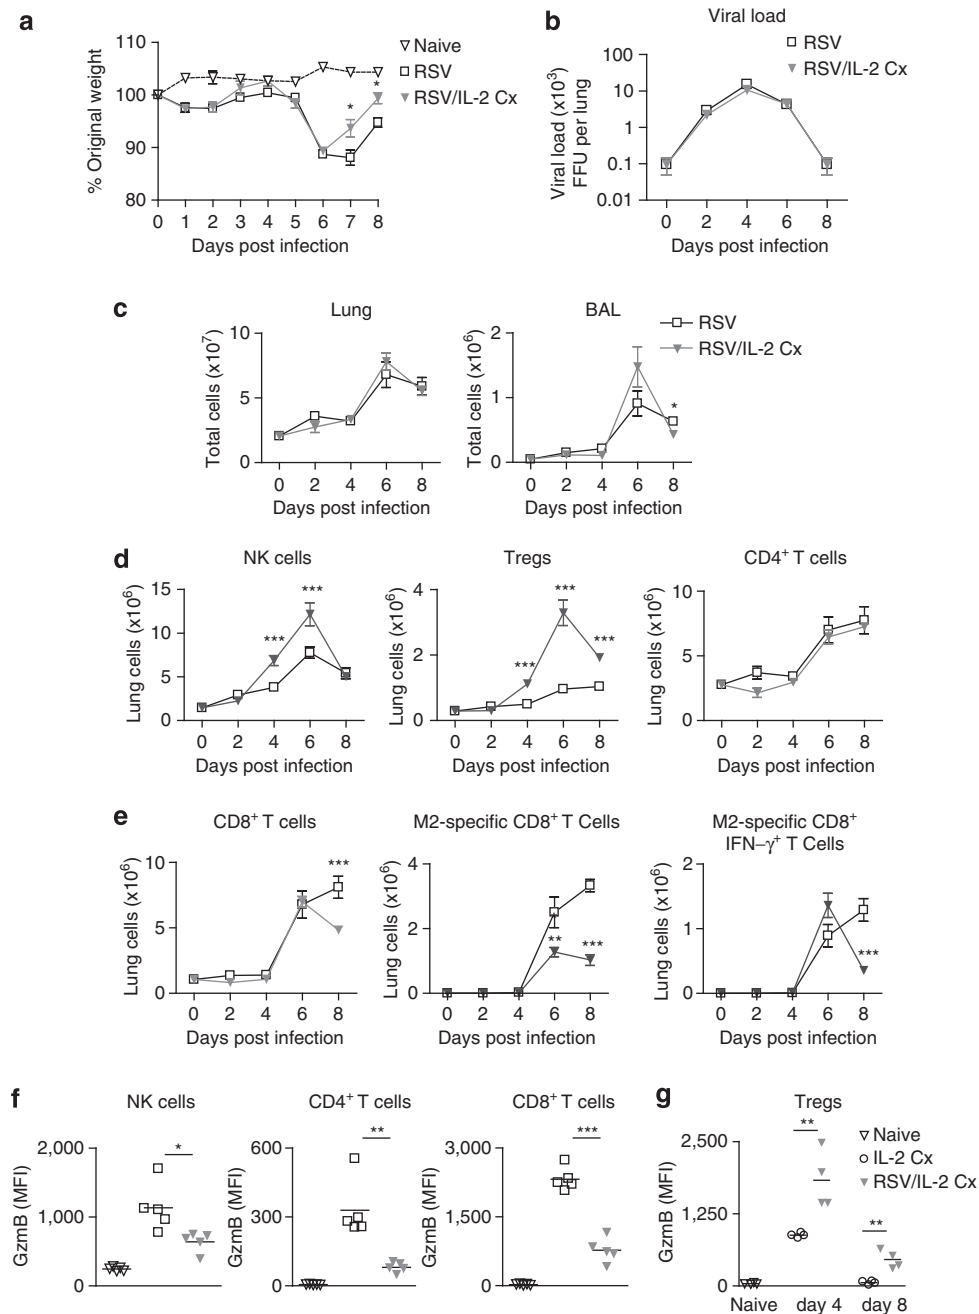 a
% Original weight
110
100
90
80
0 1 2 3 4 5 6 7 8
Days post infection
* *
Naive
RSV
RSV/IL-2 Cx
b
Viral load
Viral load (x10³)
FFU per lung
100
10
1
0.1
0.01
0 2 4 6 8
Days post infection
RSV
RSV/IL-2 Cx
c
Lung
Total cells (x10⁷)
10
5
0
0 2 4 6 8
Days post infection
BAL
Total cells (x10⁶)
2
1
0
*
0 2 4 6 8
Days post infection
RSV
RSV/IL-2 Cx
d
NK cells
Lung cells (x10⁶)
15
10
5
0
*** ***
0 2 4 6 8
Days post infection
Tregs
Lung cells (x10⁶)
4
2
0
*** *** ***
0 2 4 6 8
Days post infection
CD4⁺ T cells
Lung cells (x10⁶)
10
5
0
0 2 4 6 8
Days post infection
e
CD8⁺ T cells
Lung cells (x10⁶)
10
5
0
***
0 2 4 6 8
Days post infection
M2-specific CD8⁺ T Cells
Lung cells (x10⁶)
4
2
0
** ***
0 2 4 6 8
Days post infection
M2-specific CD8⁺
IFN–γ⁺ T Cells
Lung cells (x10⁶)
2
1
0
***
0 2 4 6 8
Days post infection
f
NK cells
GzmB (MFI)
2,000
1,000
0
*
CD4⁺ T cells
GzmB (MFI)
600
300
0
**
CD8⁺ T cells
GzmB (MFI)
3,000
1,500
0
***
g
Tregs
GzmB (MFI)
2,500
1,250
0
**
**
Naive day 4 day 8
Naive
IL-2 Cx
RSV/IL-2 Cx